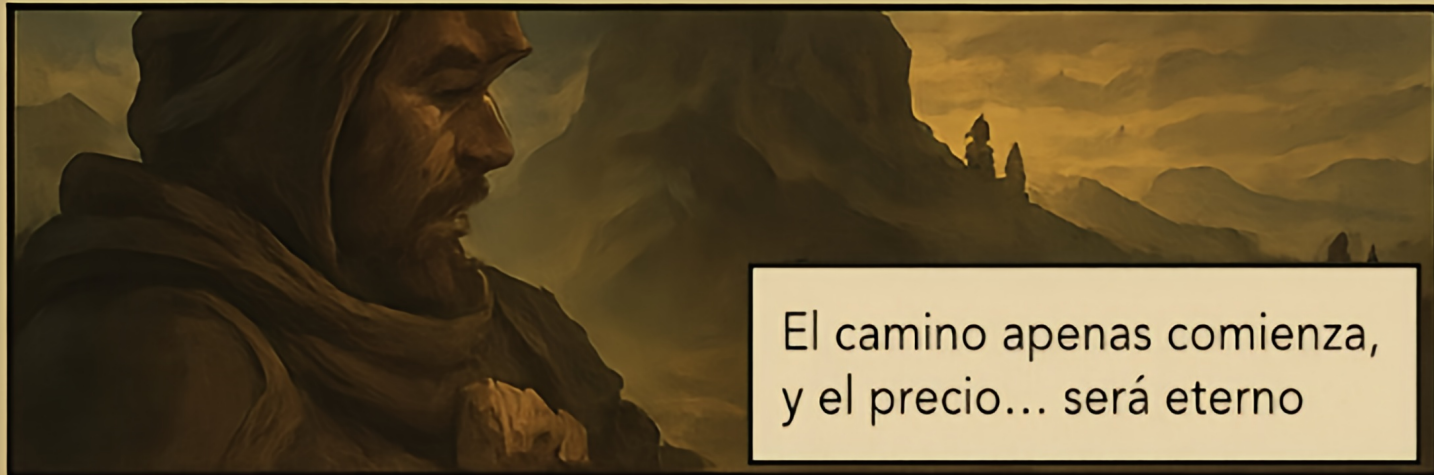 El camino apenas comienza,
y el precio... será eterno